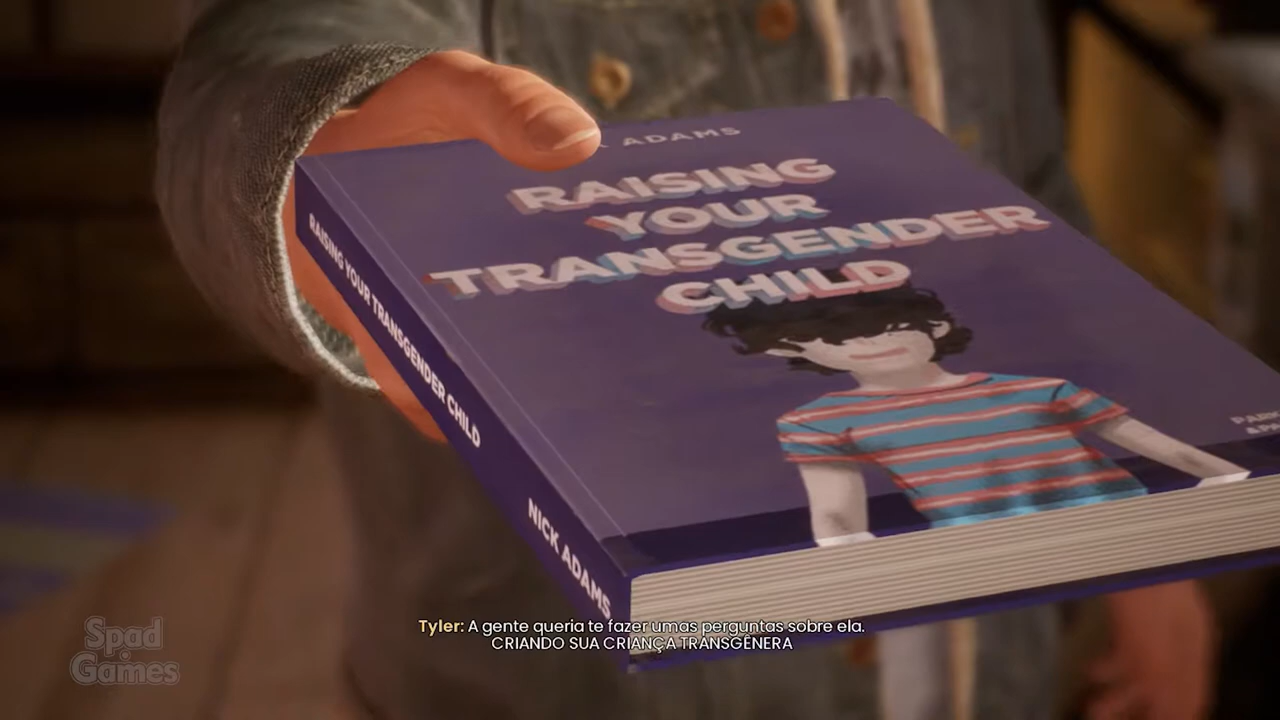 ADAMS
RAISING
YOUR
TRANSGENDER
CHILD
RAISING YOUR TRANSGENDER CHILD
NICK ADAMS
Tyler: A gente queria te fazer umas perguntas sobre ela.
CRIANDO SUA CRIANÇA TRANSGÊNERA
Spad
Games